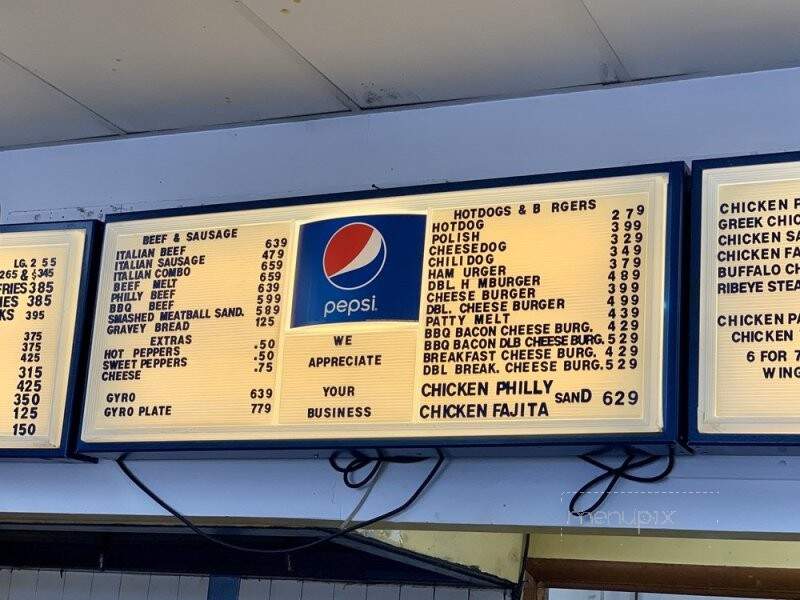 LG. 2 55
265 & $345
FRIES 385
385
395
375
375
425
315
425
350
125
150
BEEF & SAUSAGE
ITALIAN BEEF 639
ITALIAN SAUSAGE 479
ITALIAN COMBO 659
BEEF MELT 659
PHILLY BEEF 639
BBQ BEEF 599
SMASHED MEATBALL SAND. 589
GRAVEY BREAD 125
EXTRAS
HOT PEPPERS .50
SWEET PEPPERS .50
CHEESE .75
GYRO 639
GYRO PLATE 779
pepsi
WE
APPRECIATE
YOUR
BUSINESS
HOTDOGS & B RGERS
HOTDOG 279
POLISH 399
CHEESEDOG 329
CHILIDOG 349
HAM URGER 379
DBL. H MBURGER 489
CHEESE BURGER 399
DBL. CHEESE BURGER 499
PATTY MELT 439
BBQ BACON CHEESE BURG. 429
BBQ BACON DLB CHEESE BURG. 529
BREAKFAST CHEESE BURG. 429
DBL BREAK. CHEESE BURG. 529
CHICKEN PHILLY
SAND 629
CHICKEN FAJITA
CHICKEN
GREEK CHIC
CHICKEN SA
CHICKEN FA
BUFFALO CH
RIBEYE STEA
CHICKEN PA
CHICKEN
6 FOR 7
WING
menupix